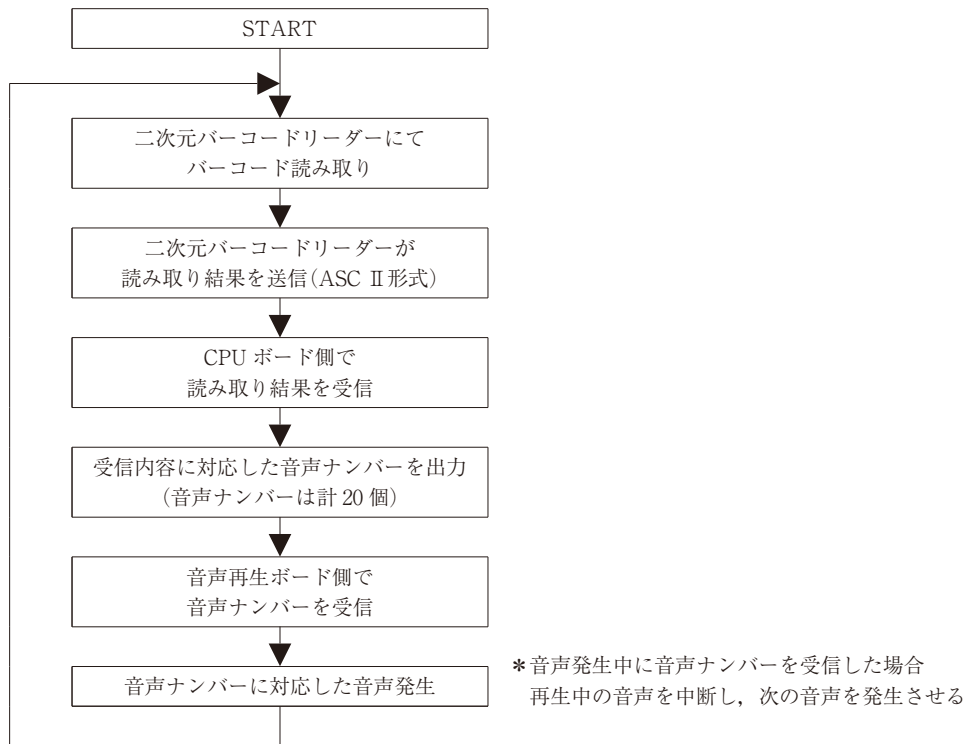 START
二次元バーコードリーダーにて
バーコード読み取り
二次元バーコードリーダーが
読み取り結果を送信(ASC Ⅱ形式)
CPU ボード側で
読み取り結果を受信
受信内容に対応した音声ナンバーを出力
(音声ナンバーは計 20 個)
音声再生ボード側で
音声ナンバーを受信
音声ナンバーに対応した音声発生
＊音声発生中に音声ナンバーを受信した場合
再生中の音声を中断し，次の音声を発生させる